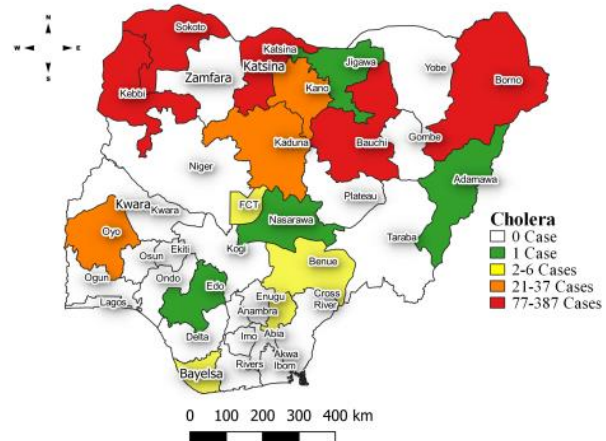 N
W E
S
Sokoto
Katsina
Katsina
Jigawa
Yobe
Borno
Zamfara
Kano
Kebbi
Kaduna
Bauchi
Gombe
Niger
Adamawa
FCT
Plateau
Kwara
Kwara
Nasarawa
Oyo
Taraba
Osun
Ekiti
Kogi
Benue
Ogun
Ondo
Edo
Enugu
Cross
River
Lagos
Anambra
Delta
Imo
Abia
Akwa
Ibom
Rivers
Bayelsa
Cholera
0 Case
1 Case
2-6 Cases
21-37 Cases
77-387 Cases
0 100 200 300 400 km